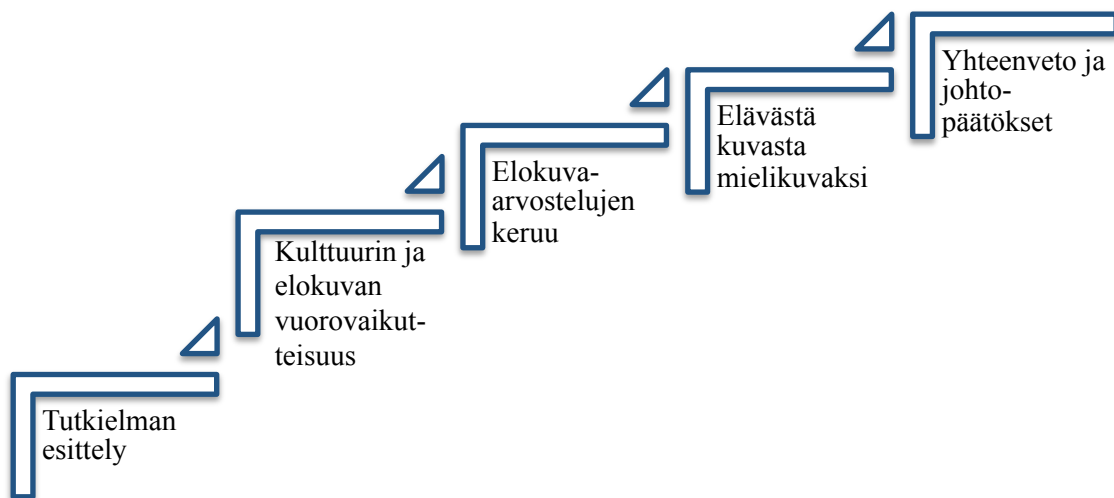 Tutkielman
esittely
Kulttuurin ja
elokuvan
vuorovaikut-
teisuus
Elokuva-
arvostelujen
keruu
Elävästä
kuvasta
mielikuvaksi
Yhteenveto ja
johto-
päätökset